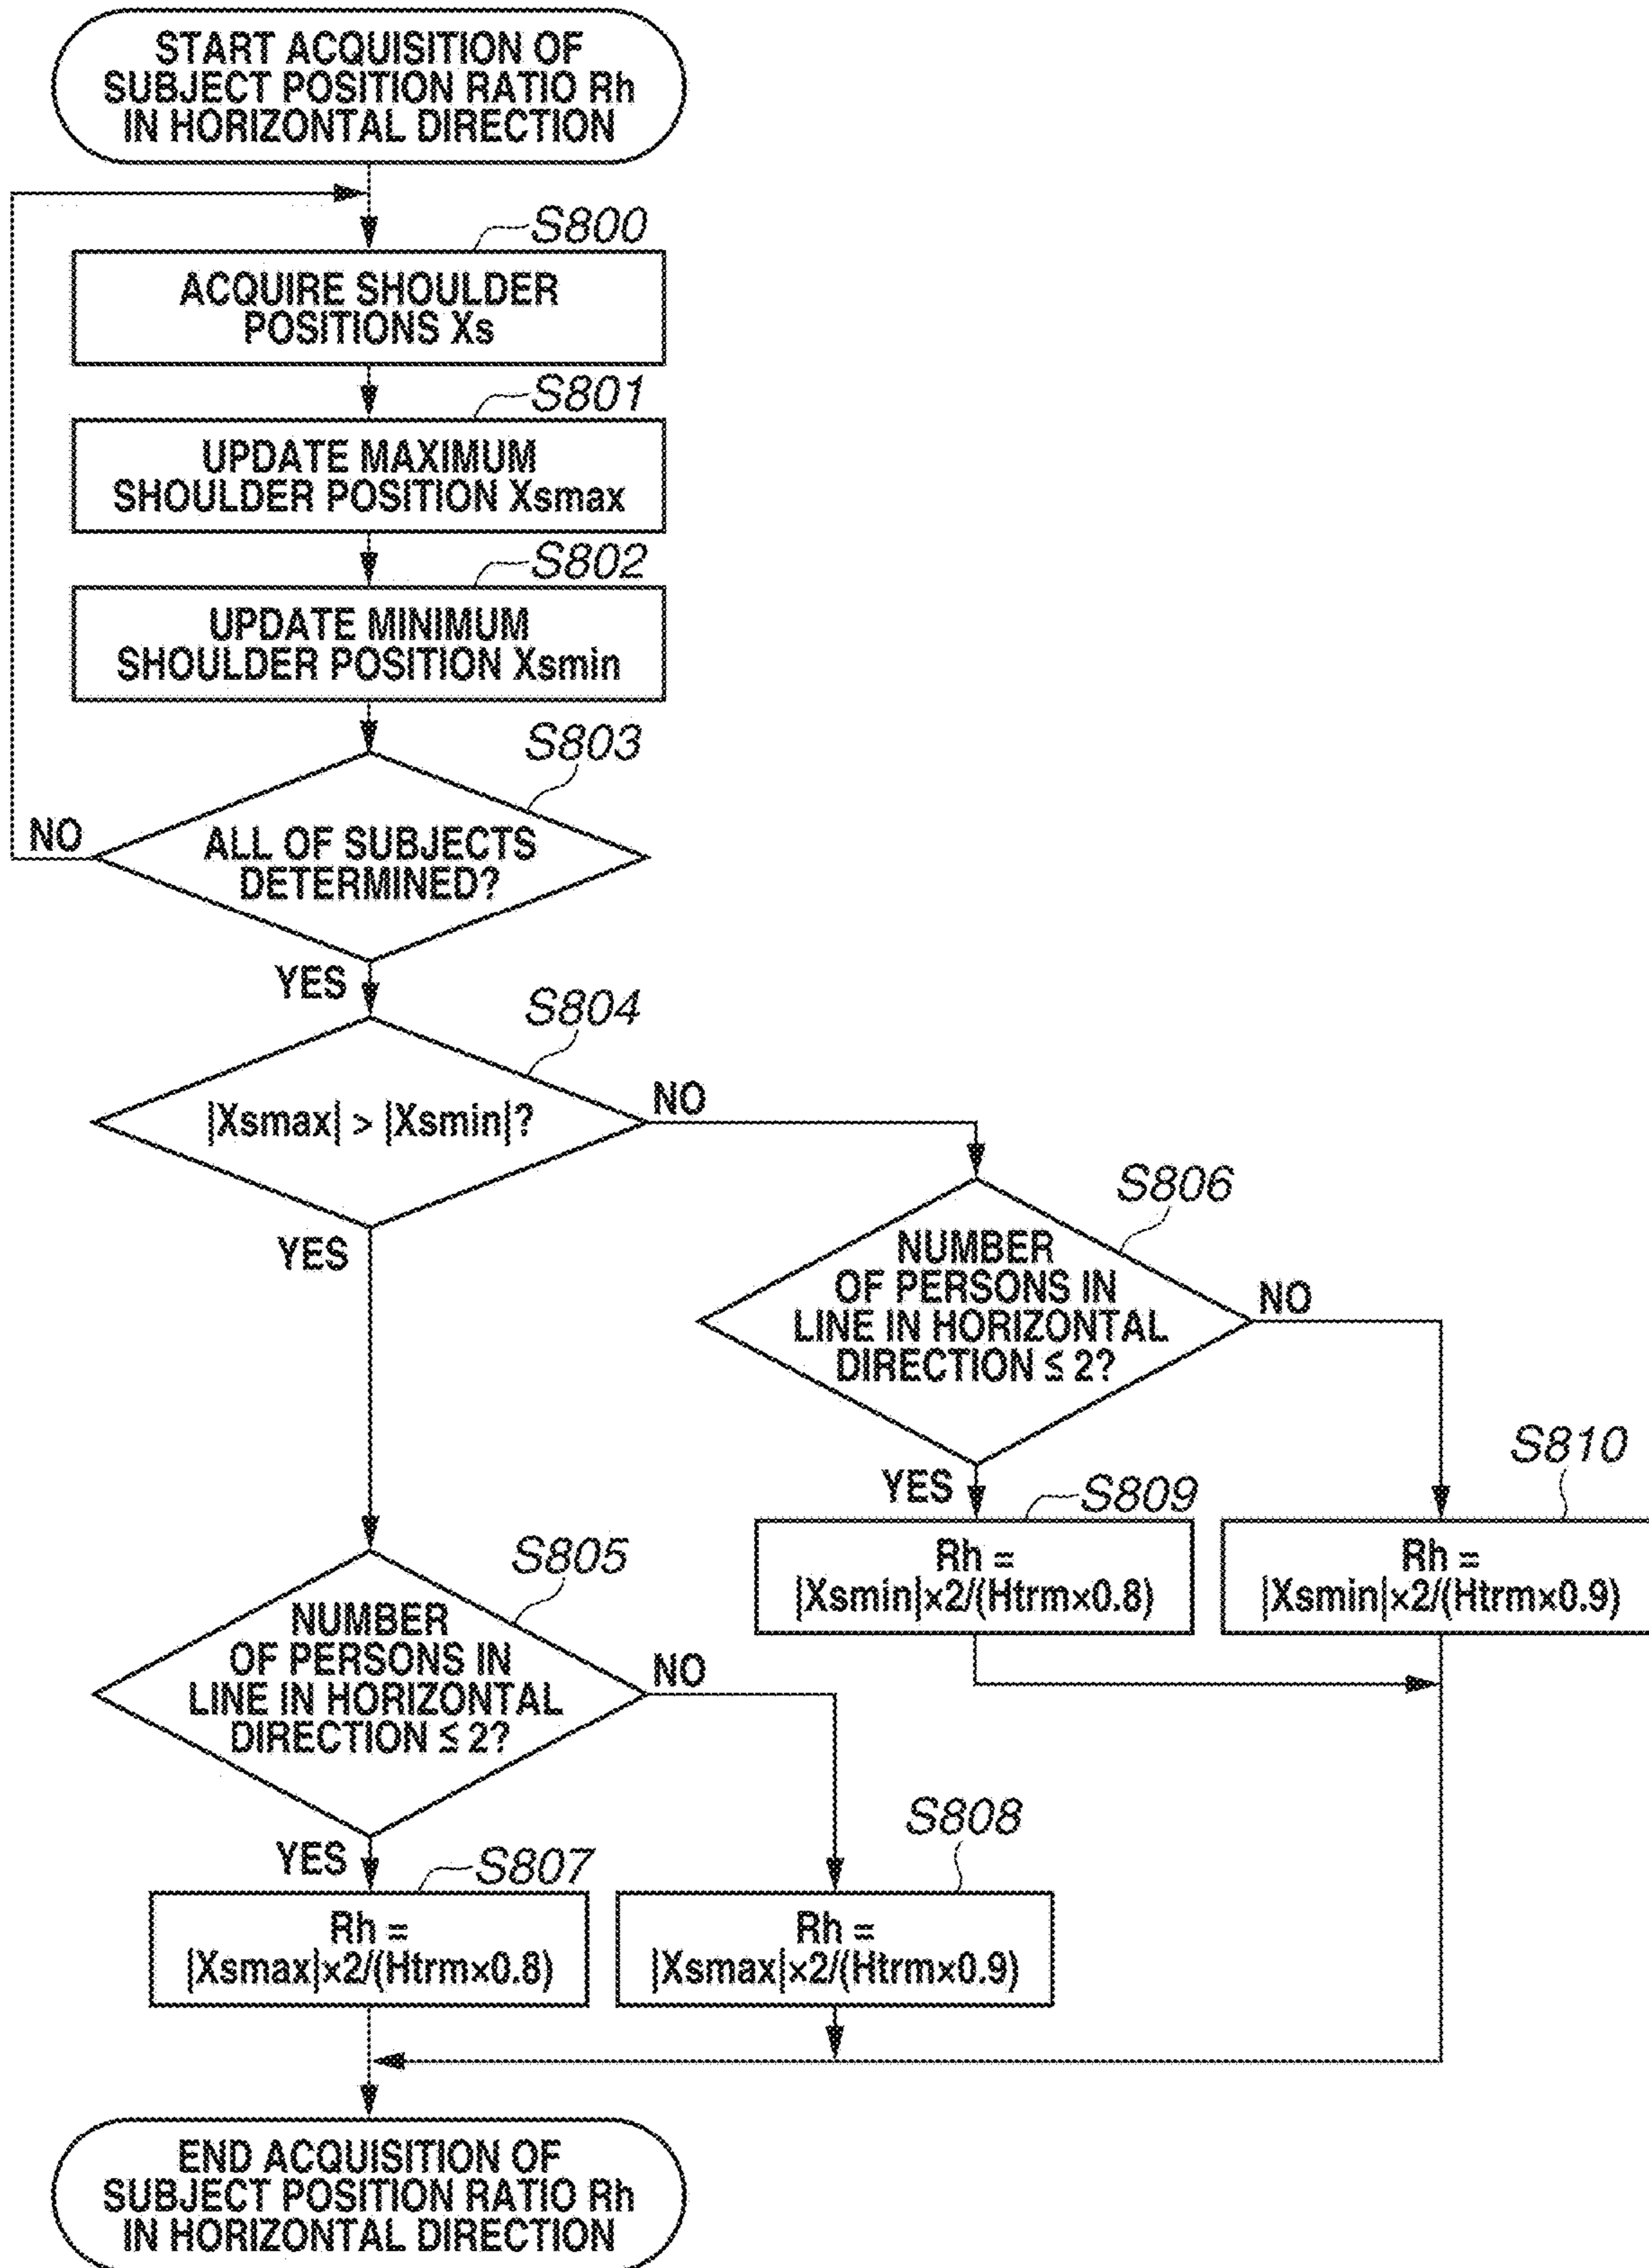 START ACQUISITION OF
SUBJECT POSITION RATIO Rh
IN HORIZONTAL DIRECTION
S800
ACQUIRE SHOULDER
POSITIONS Xs
S801
UPDATE MAXIMUM
SHOULDER POSITION Xsmax
S802
UPDATE MINIMUM
SHOULDER POSITION Xsmin
S803
NO
ALL OF SUBJECTS
DETERMINED?
YES
S804
|Xsmax| > |Xsmin|?
NO
YES
S806
NUMBER
OF PERSONS IN
LINE IN HORIZONTAL
DIRECTION ≤ 2?
NO
YES
S809
Rh =
|Xsmin|×2/(Htrm×0.8)
S810
Rh =
|Xsmin|×2/(Htrm×0.9)
S805
NUMBER
OF PERSONS IN
LINE IN HORIZONTAL
DIRECTION ≤ 2?
NO
YES
S807
Rh =
|Xsmax|×2/(Htrm×0.8)
S808
Rh =
|Xsmax|×2/(Htrm×0.9)
END ACQUISITION OF
SUBJECT POSITION RATIO Rh
IN HORIZONTAL DIRECTION